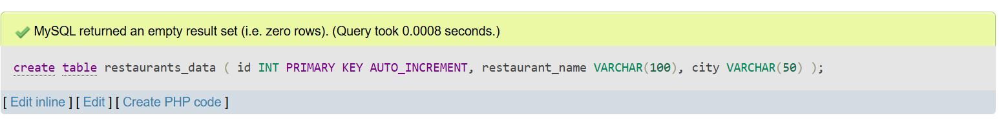 MySQL returned an empty result set (i.e. zero rows). (Query took 0.0008 seconds.)
create table restaurants_data ( id INT PRIMARY KEY AUTO_INCREMENT, restaurant_name VARCHAR(100), city VARCHAR(50) );
[ Edit inline ] [ Edit ] [ Create PHP code ]